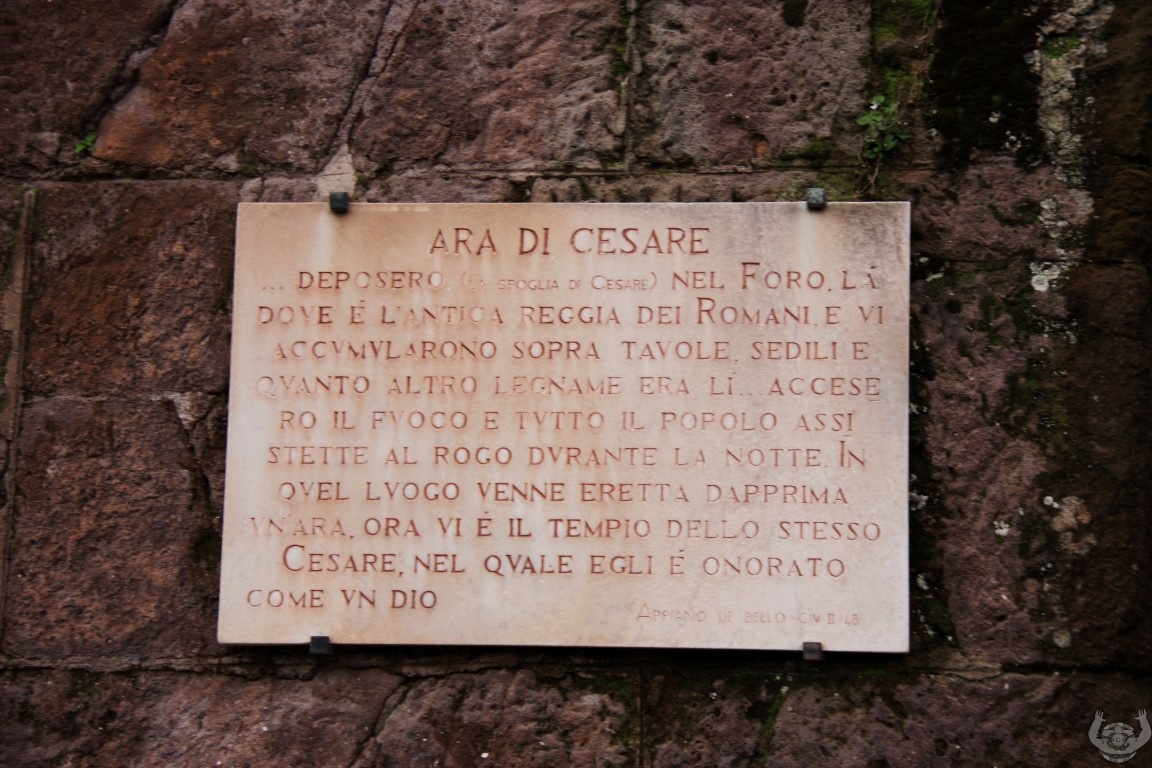 ARA DI CESARE
... DEPOSERO (LA SPOGLIA DI CESARE) NEL FORO, LÁ
DOVE É L'ANTICA REGGIA DEI ROMANI, E VI
ACCVMVLARONO SOPRA TAVOLE, SEDILI E
QVANTO ALTRO LEGNAME ERA LÍ... ACCESE
RO IL FVOCO E TVTTO IL POPOLO ASSI
STETTE AL ROGO DVRANTE LA NOTTE. IN
QVEL LVOGO VENNE ERETTA DAPPRIMA
VN'ARA, ORA VI É IL TEMPIO DELLO STESSO
CESARE, NEL QVALE EGLI É ONORATO
COME VN DIO
APPIANO DE BELLO CIV II 148